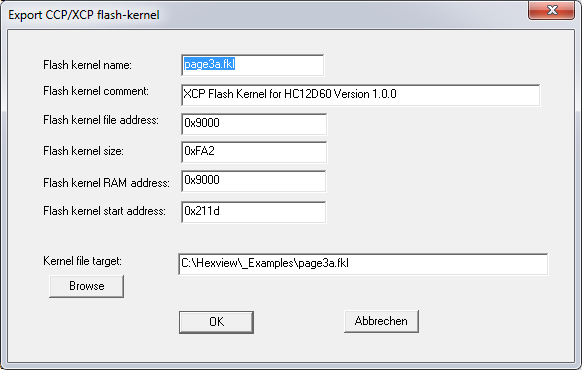 Export CCP/XCP flash-kernel
Flash kernel name: page3a.fkl
Flash kernel comment: XCP Flash Kernel for HC12D60 Version 1.0.0
Flash kernel file address: 0x9000
Flash kernel size: 0xFA2
Flash kernel RAM address: 0x9000
Flash kernel start address: 0x211d
Kernel file target: C:\Hexview\_Examples\page3a.fkl
Browse
OK Abbrechen